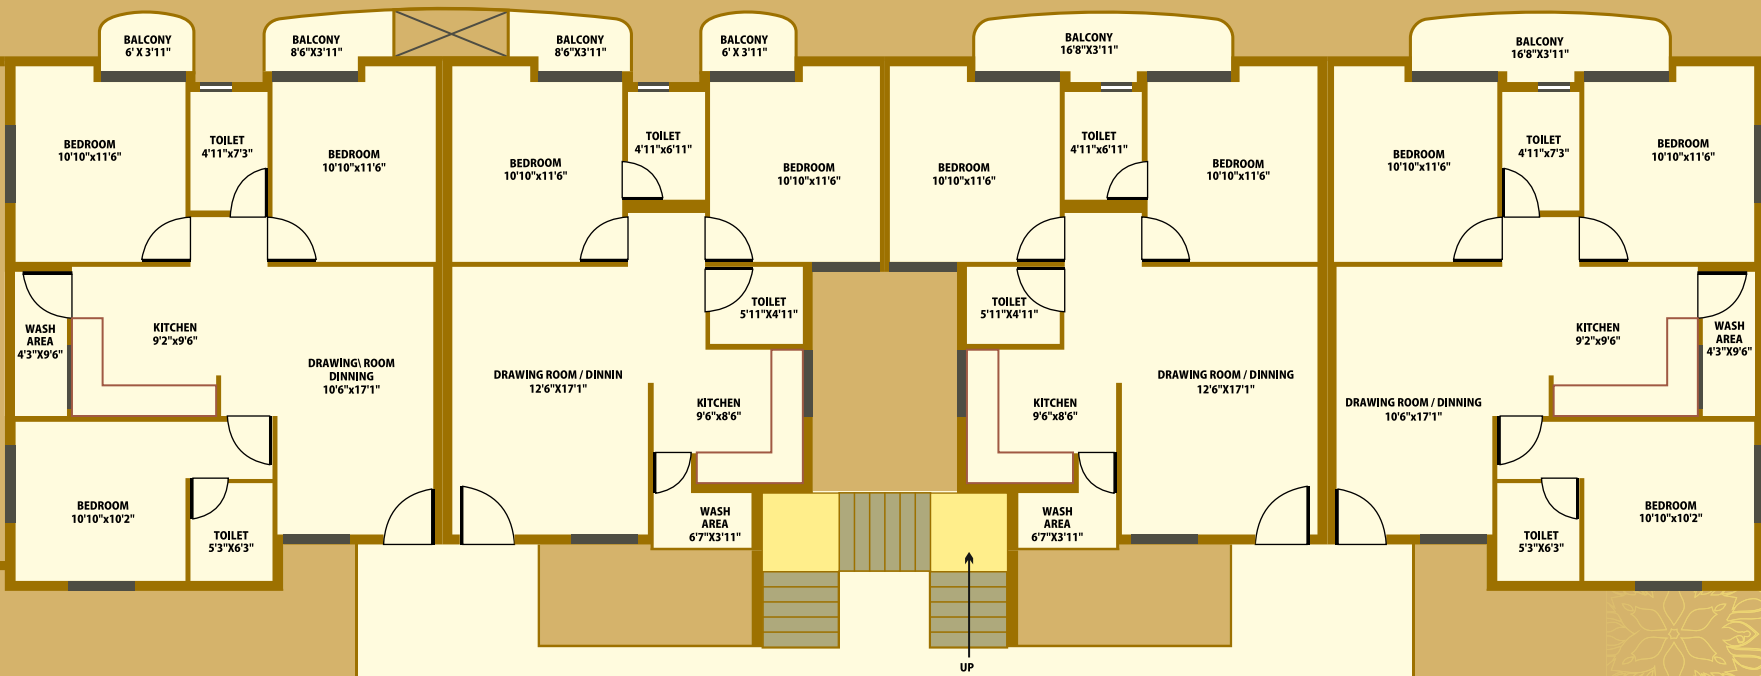 BALCONY
6' X 3'11"
BALCONY
8'6"X3'11"
BALCONY
8'6"X3'11"
BALCONY
6' X 3'11"
BALCONY
16'8"X3'11"
BALCONY
16'8"X3'11"
BEDROOM
10'10"x11'6"
TOILET
4'11"x7'3"
BEDROOM
10'10"x11'6"
BEDROOM
10'10"x11'6"
TOILET
4'11"x6'11"
BEDROOM
10'10"x11'6"
BEDROOM
10'10"x11'6"
TOILET
4'11"x6'11"
BEDROOM
10'10"x11'6"
BEDROOM
10'10"x11'6"
TOILET
4'11"x7'3"
BEDROOM
10'10"x11'6"
WASH
AREA
4'3"X9'6"
KITCHEN
9'2"x9'6"
DRAWING\ ROOM
DINNING
10'6"x17'1"
DRAWING ROOM / DINNIN
12'6"X17'1"
TOILET
5'11"X4'11"
KITCHEN
9'6"x8'6"
TOILET
5'11"X4'11"
KITCHEN
9'6"x8'6"
DRAWING ROOM / DINNING
12'6"X17'1"
DRAWING ROOM / DINNING
10'6"x17'1"
KITCHEN
9'2"x9'6"
WASH
AREA
4'3"X9'6"
BEDROOM
10'10"x10'2"
TOILET
5'3"X6'3"
WASH
AREA
6'7"X3'11"
WASH
AREA
6'7"X3'11"
TOILET
5'3"X6'3"
BEDROOM
10'10"x10'2"
UP